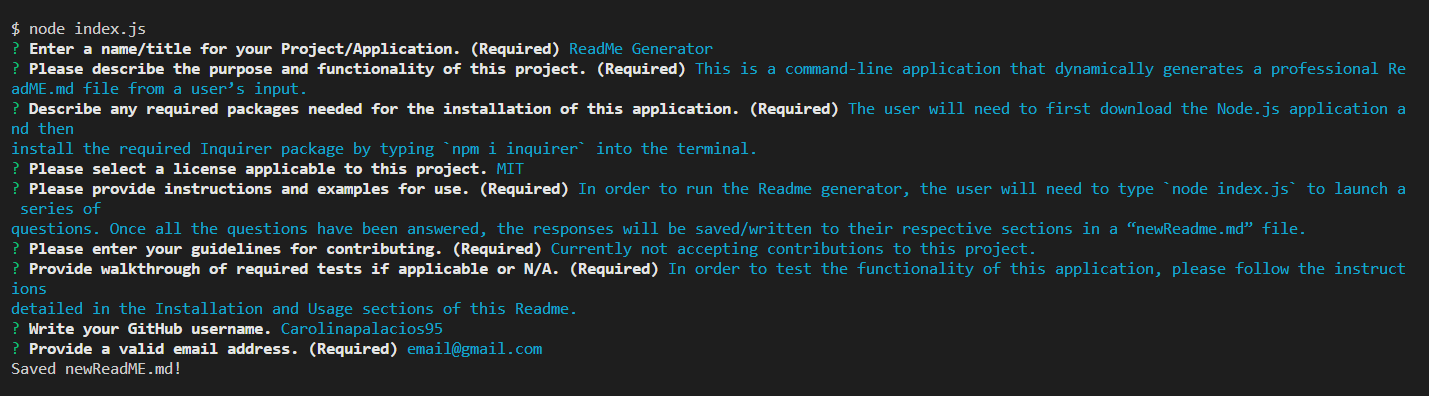 $ node index.js
? Enter a name/title for your Project/Application. (Required) ReadMe Generator
? Please describe the purpose and functionality of this project. (Required) This is a command-line application that dynamically generates a professional Re
adME.md file from a user’s input.
? Describe any required packages needed for the installation of this application. (Required) The user will need to first download the Node.js application a
nd then
install the required Inquirer package by typing `npm i inquirer` into the terminal.
? Please select a license applicable to this project. MIT
? Please provide instructions and examples for use. (Required) In order to run the Readme generator, the user will need to type `node index.js` to launch a
 series of
questions. Once all the questions have been answered, the responses will be saved/written to their respective sections in a “newReadme.md” file.
? Please enter your guidelines for contributing. (Required) Currently not accepting contributions to this project.
? Provide walkthrough of required tests if applicable or N/A. (Required) In order to test the functionality of this application, please follow the instruct
ions
detailed in the Installation and Usage sections of this Readme.
? Write your GitHub username. Carolinapalacios95
? Provide a valid email address. (Required) email@gmail.com
Saved newReadME.md!